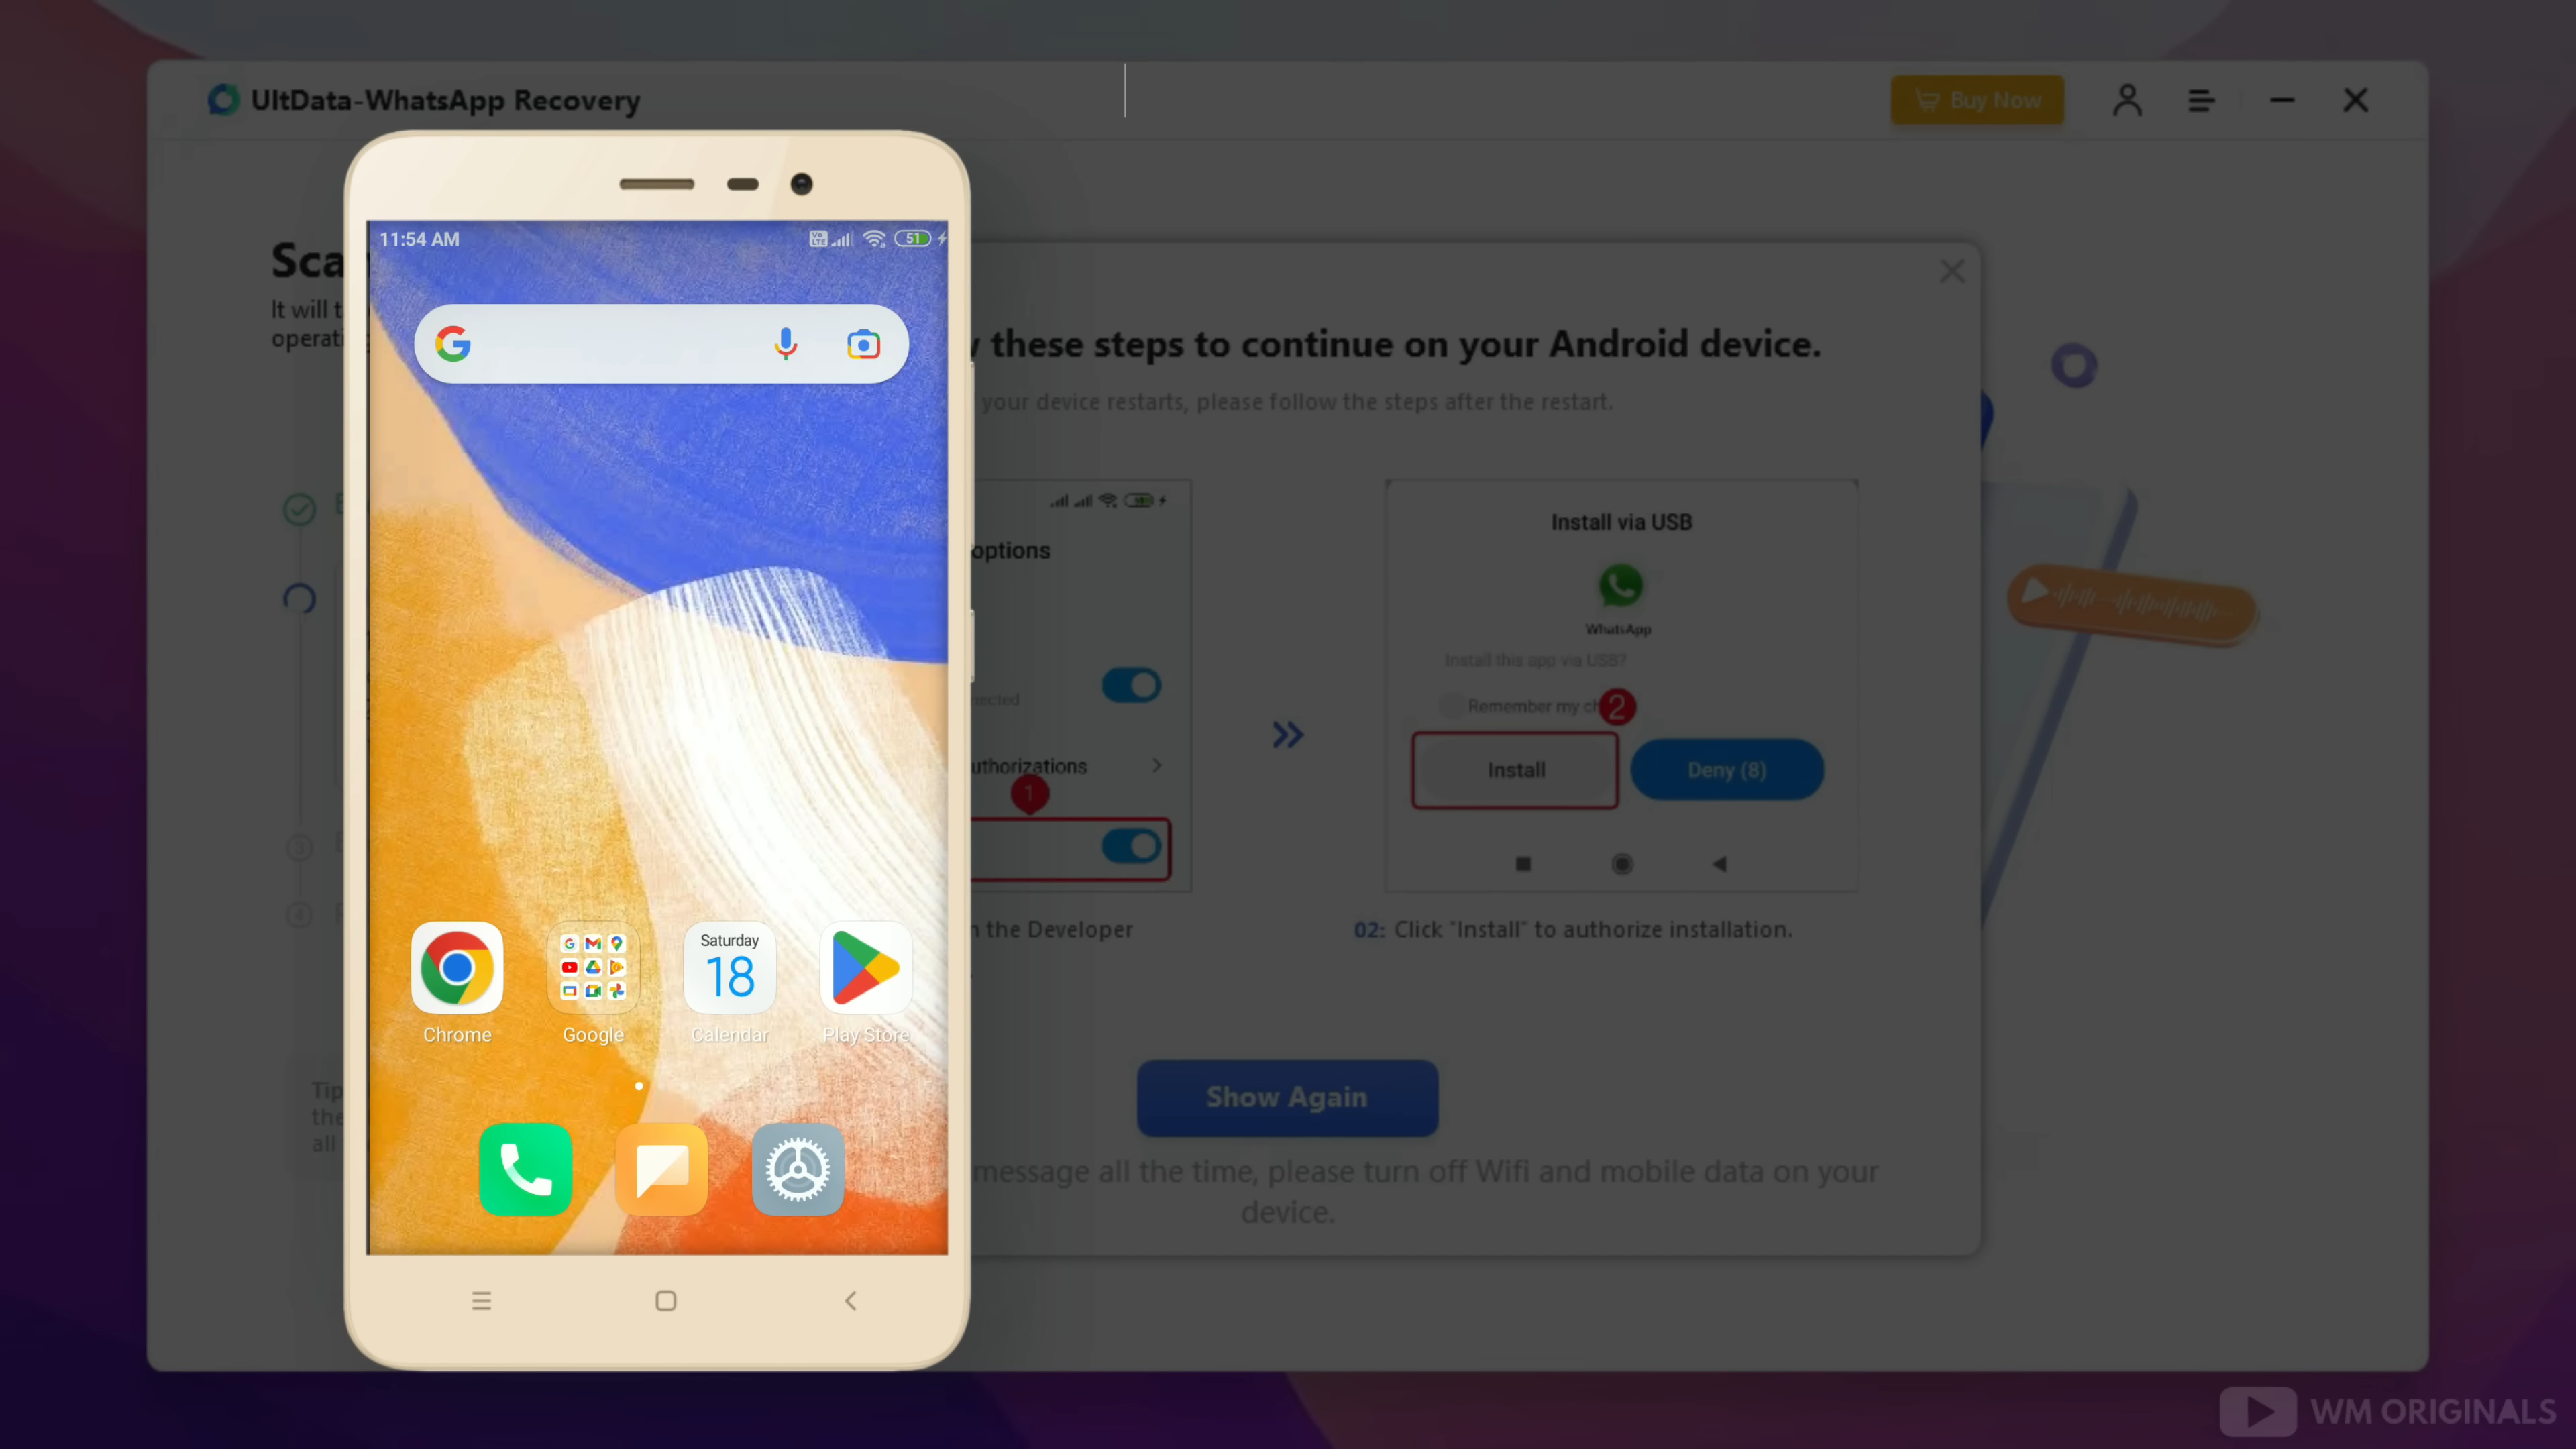 UltData-WhatsApp Recovery
Buy Now
11:54 AM
51
Sca
It will t
operati
these steps to continue on your Android device.
your device restarts, please follow the steps after the restart.
options
Install via USB
WhatsApp
Install this app via USB?
Remember my ch
2
Install
Deny (8)
uthorizations
1
3
4
n the Developer
02: Click "Install" to authorize installation.
Saturday
18
Chrome
Google
Calendar
Play Store
Tip
the
all
Show Again
message all the time, please turn off Wifi and mobile data on your
device.
WM ORIGINALS